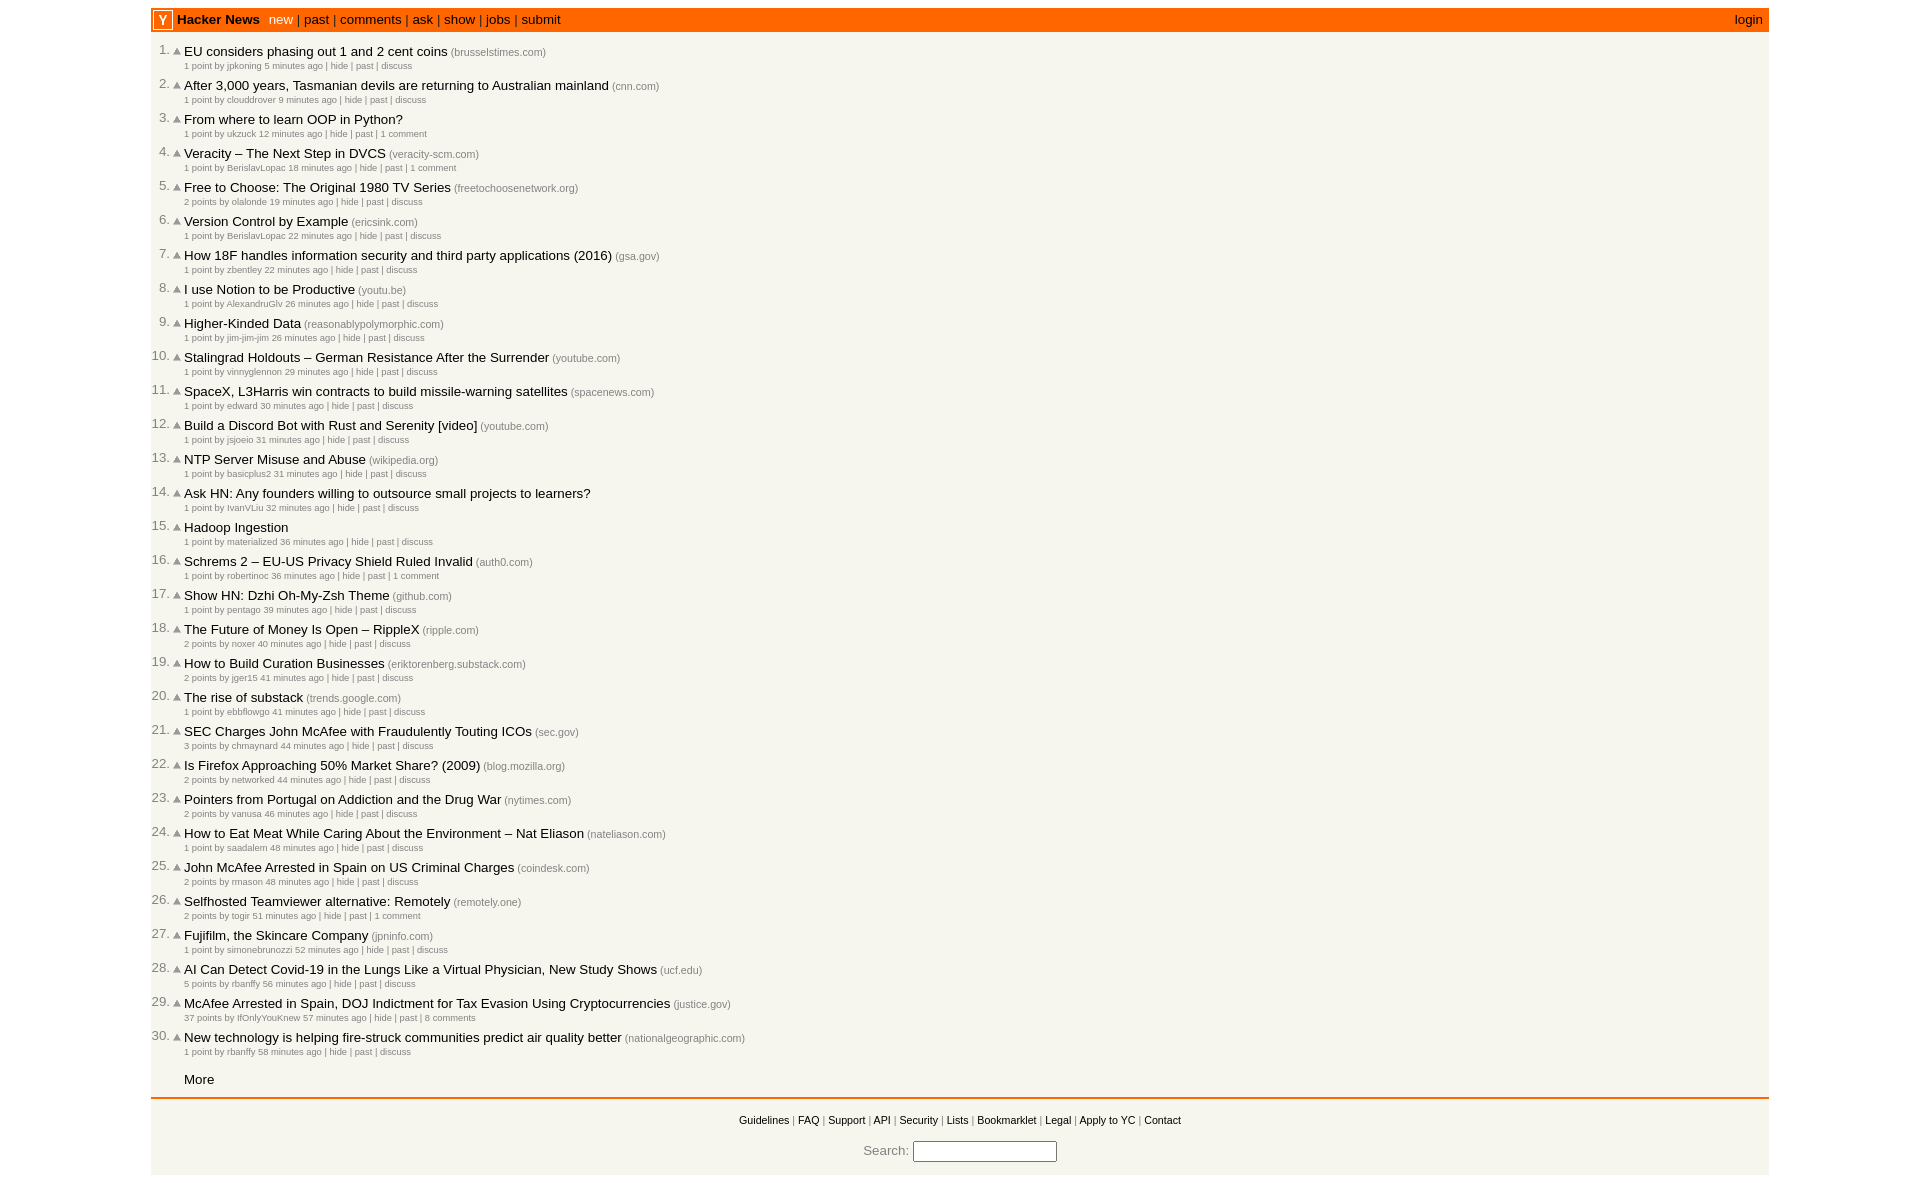 Y Hacker News new | past | comments | ask | show | jobs | submit login
1. EU considers phasing out 1 and 2 cent coins (brusselstimes.com)
1 point by jpkoning 5 minutes ago | hide | past | discuss
2. After 3,000 years, Tasmanian devils are returning to Australian mainland (cnn.com)
1 point by clouddrover 9 minutes ago | hide | past | discuss
3. From where to learn OOP in Python?
1 point by ukzuck 12 minutes ago | hide | past | 1 comment
4. Veracity – The Next Step in DVCS (veracity-scm.com)
1 point by BerislavLopac 18 minutes ago | hide | past | 1 comment
5. Free to Choose: The Original 1980 TV Series (freetochoosenetwork.org)
2 points by olalonde 19 minutes ago | hide | past | discuss
6. Version Control by Example (ericsink.com)
1 point by BerislavLopac 22 minutes ago | hide | past | discuss
7. How 18F handles information security and third party applications (2016) (gsa.gov)
1 point by zbentley 22 minutes ago | hide | past | discuss
8. I use Notion to be Productive (youtu.be)
1 point by AlexandruGlv 26 minutes ago | hide | past | discuss
9. Higher-Kinded Data (reasonablypolymorphic.com)
1 point by jim-jim-jim 26 minutes ago | hide | past | discuss
10. Stalingrad Holdouts – German Resistance After the Surrender (youtube.com)
1 point by vinnyglennon 29 minutes ago | hide | past | discuss
11. SpaceX, L3Harris win contracts to build missile-warning satellites (spacenews.com)
1 point by edward 30 minutes ago | hide | past | discuss
12. Build a Discord Bot with Rust and Serenity [video] (youtube.com)
1 point by jsjoeio 31 minutes ago | hide | past | discuss
13. NTP Server Misuse and Abuse (wikipedia.org)
1 point by basicplus2 31 minutes ago | hide | past | discuss
14. Ask HN: Any founders willing to outsource small projects to learners?
1 point by IvanVLiu 32 minutes ago | hide | past | discuss
15. Hadoop Ingestion
1 point by materialized 36 minutes ago | hide | past | discuss
16. Schrems 2 – EU-US Privacy Shield Ruled Invalid (auth0.com)
1 point by robertinoc 36 minutes ago | hide | past | 1 comment
17. Show HN: Dzhi Oh-My-Zsh Theme (github.com)
1 point by pentago 39 minutes ago | hide | past | discuss
18. The Future of Money Is Open – RippleX (ripple.com)
2 points by noxer 40 minutes ago | hide | past | discuss
19. How to Build Curation Businesses (eriktorenberg.substack.com)
2 points by jger15 41 minutes ago | hide | past | discuss
20. The rise of substack (trends.google.com)
1 point by ebbflowgo 41 minutes ago | hide | past | discuss
21. SEC Charges John McAfee with Fraudulently Touting ICOs (sec.gov)
3 points by chmaynard 44 minutes ago | hide | past | discuss
22. Is Firefox Approaching 50% Market Share? (2009) (blog.mozilla.org)
2 points by networked 44 minutes ago | hide | past | discuss
23. Pointers from Portugal on Addiction and the Drug War (nytimes.com)
2 points by vanusa 46 minutes ago | hide | past | discuss
24. How to Eat Meat While Caring About the Environment – Nat Eliason (nateliason.com)
1 point by saadalem 48 minutes ago | hide | past | discuss
25. John McAfee Arrested in Spain on US Criminal Charges (coindesk.com)
2 points by rmason 48 minutes ago | hide | past | discuss
26. Selfhosted Teamviewer alternative: Remotely (remotely.one)
2 points by togir 51 minutes ago | hide | past | 1 comment
27. Fujifilm, the Skincare Company (jpninfo.com)
1 point by simonebrunozzi 52 minutes ago | hide | past | discuss
28. AI Can Detect Covid-19 in the Lungs Like a Virtual Physician, New Study Shows (ucf.edu)
5 points by rbanffy 56 minutes ago | hide | past | discuss
29. McAfee Arrested in Spain, DOJ Indictment for Tax Evasion Using Cryptocurrencies (justice.gov)
37 points by IfOnlyYouKnew 57 minutes ago | hide | past | 8 comments
30. New technology is helping fire-struck communities predict air quality better (nationalgeographic.com)
1 point by rbanffy 58 minutes ago | hide | past | discuss
More
Guidelines | FAQ | Support | API | Security | Lists | Bookmarklet | Legal | Apply to YC | Contact
Search: